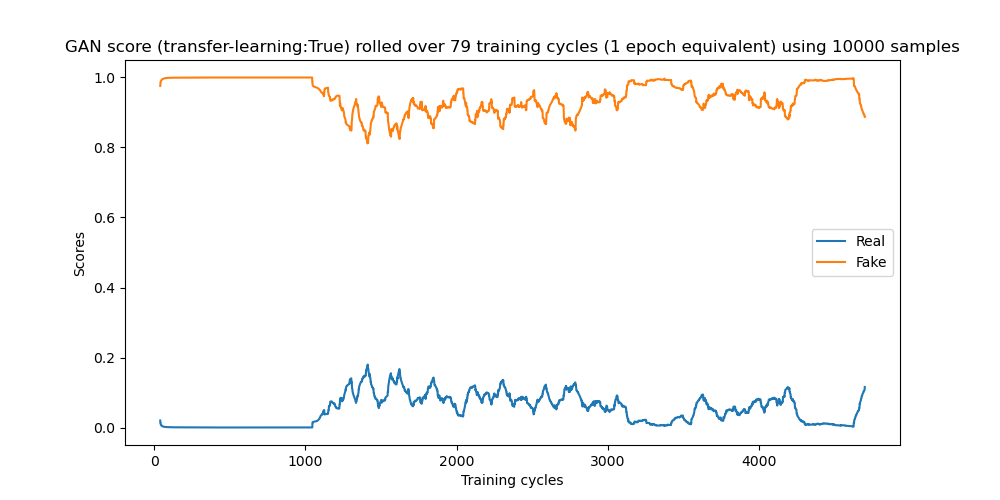 GAN score (transfer-learning:True) rolled over 79 training cycles (1 epoch equivalent) using 10000 samples
1.0
0.8
0.6
0.4
0.2
0.0
Scores
Real
Fake
0 1000 2000 3000 4000
Training cycles